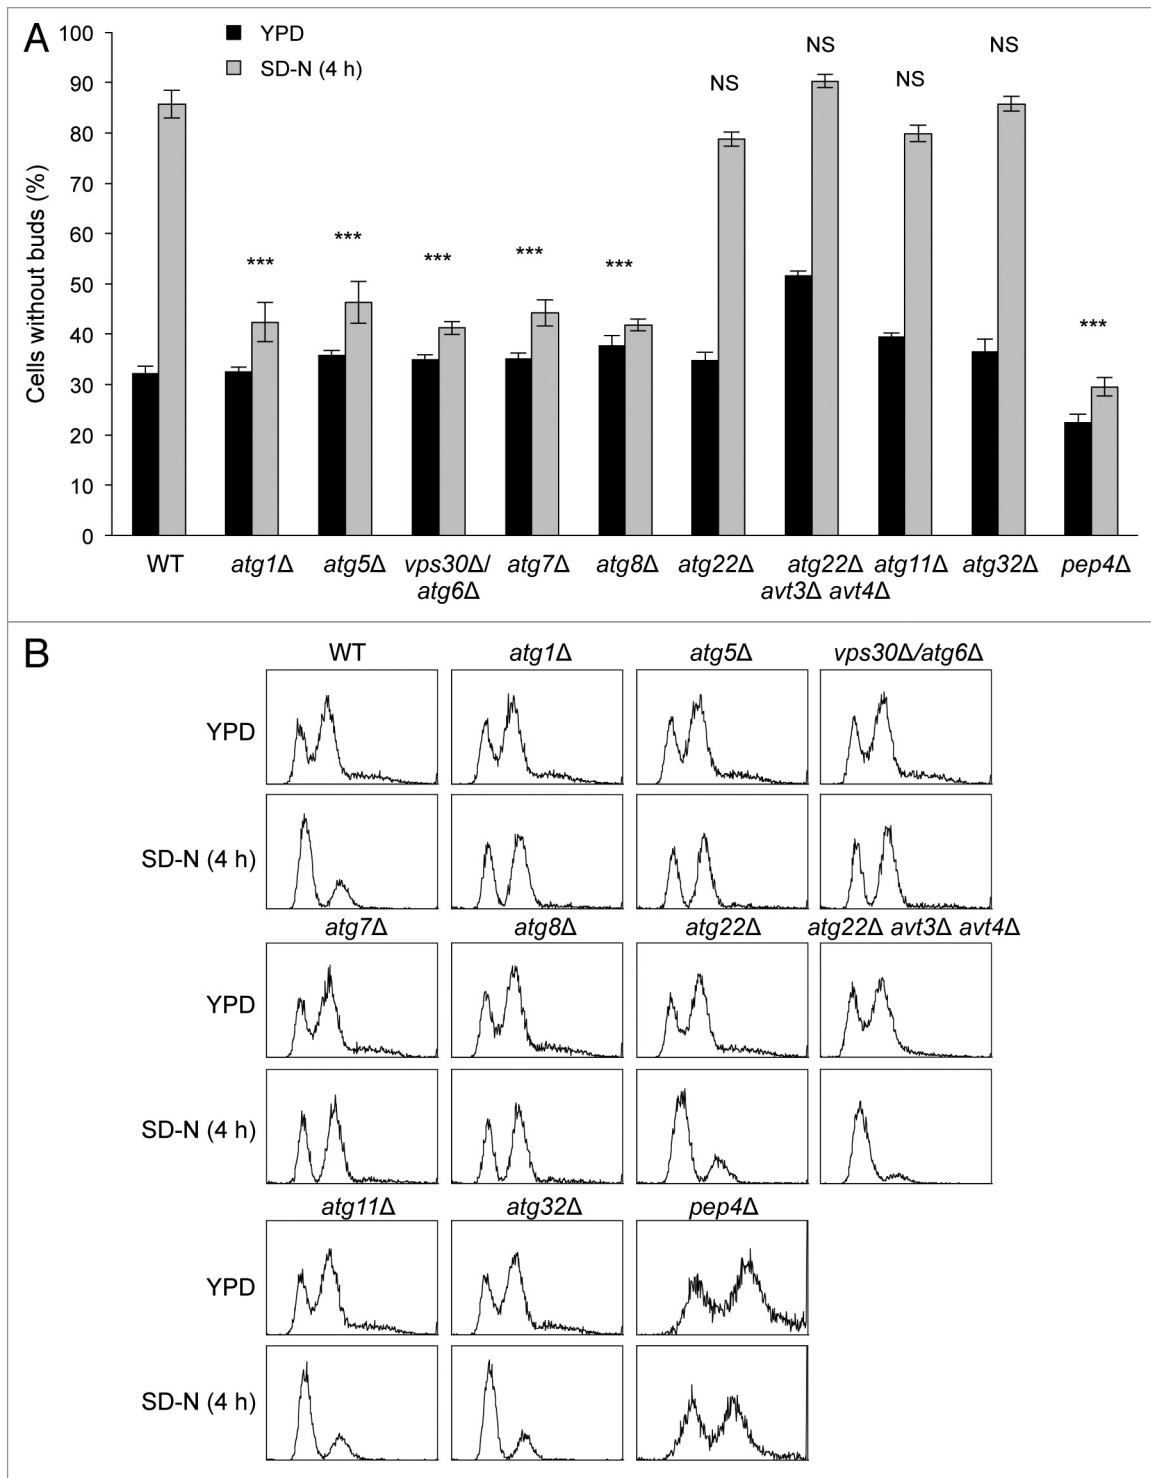 A
YPD
SD-N (4 h)
Cells without buds (%)
100
90
80
70
60
50
40
30
20
10
0
***
***
***
***
***
NS
NS
NS
NS
***
WT atg1Δ atg5Δ vps30Δ/ atg7Δ atg8Δ atg22Δ atg22Δ atg11Δ atg32Δ pep4Δ
atg6Δ avt3Δ avt4Δ
B
WT atg1Δ atg5Δ vps30Δ/atg6Δ
YPD
SD-N (4 h)
atg7Δ atg8Δ atg22Δ atg22Δ avt3Δ avt4Δ
YPD
SD-N (4 h)
atg11Δ atg32Δ pep4Δ
YPD
SD-N (4 h)